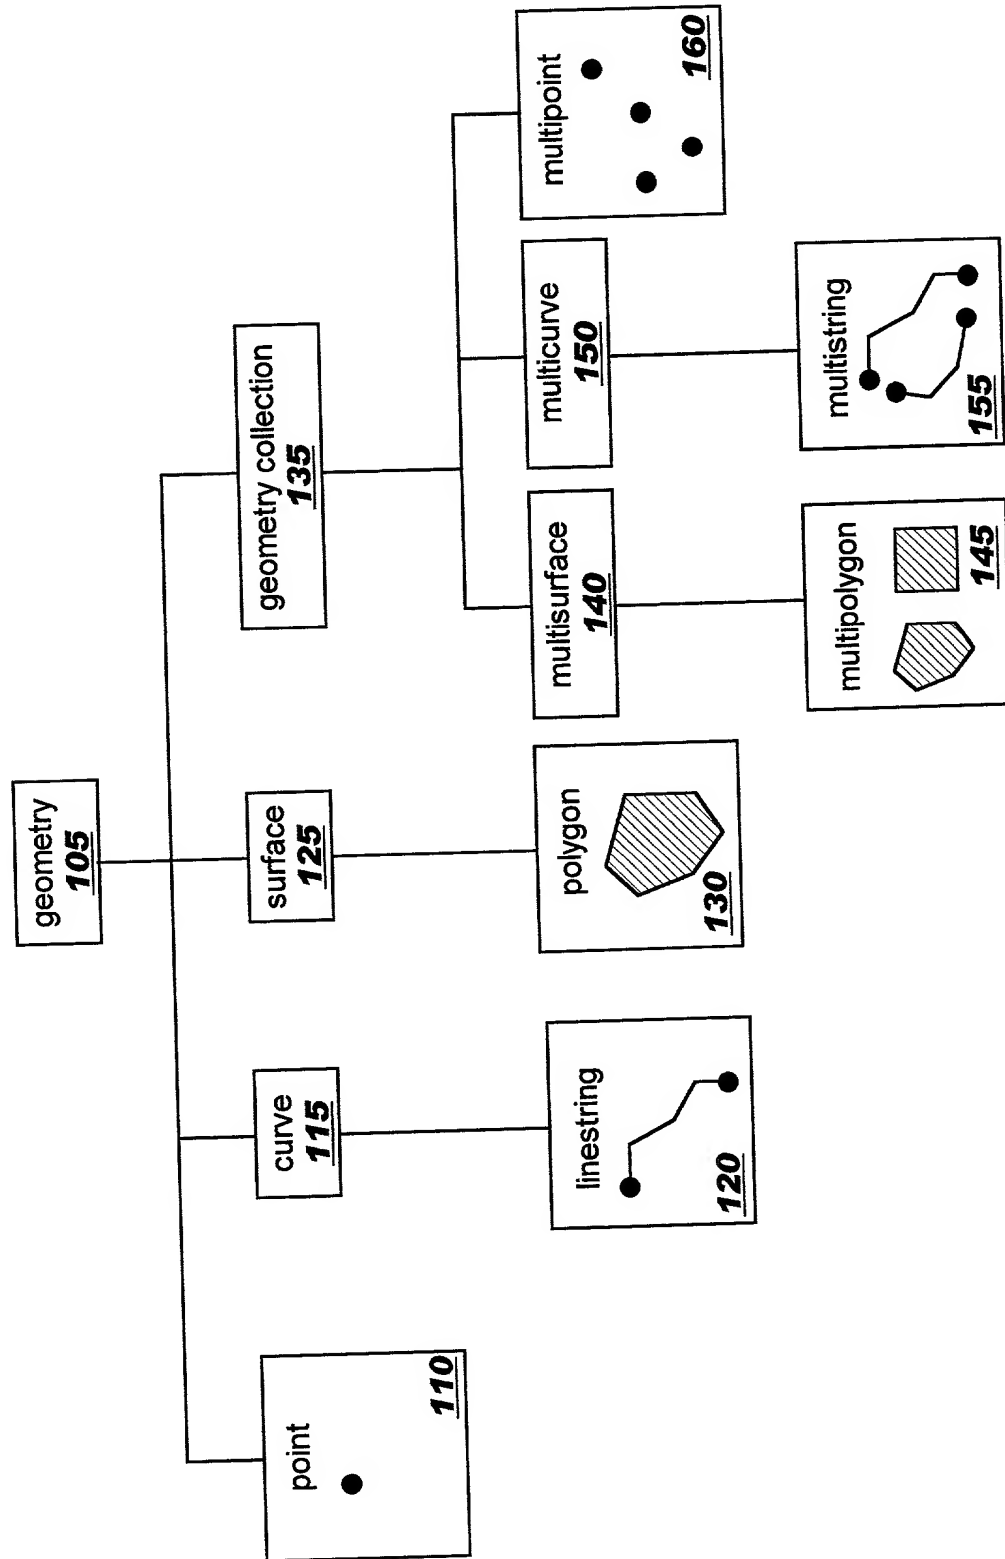 geometry
105
point
110
curve
115
linestring
120
surface
125
polygon
130
geometry collection
135
multisurface
140
multipolygon
145
multicurve
150
multistring
155
multipoint
160